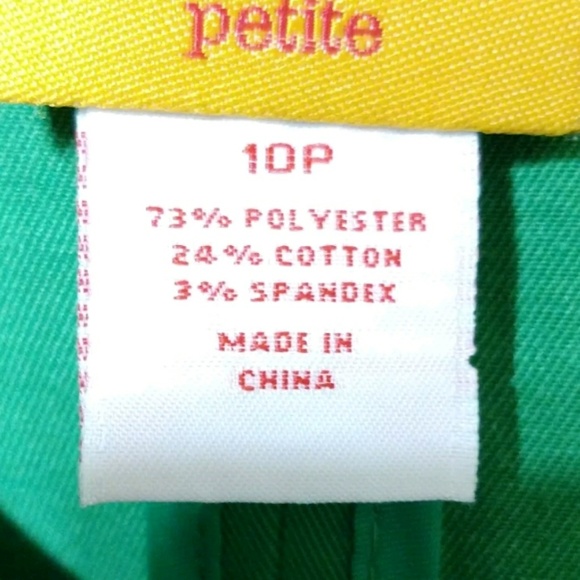 petite
10P
73% POLYESTER
24% COTTON
3% SPANDEX
MADE IN
CHINA